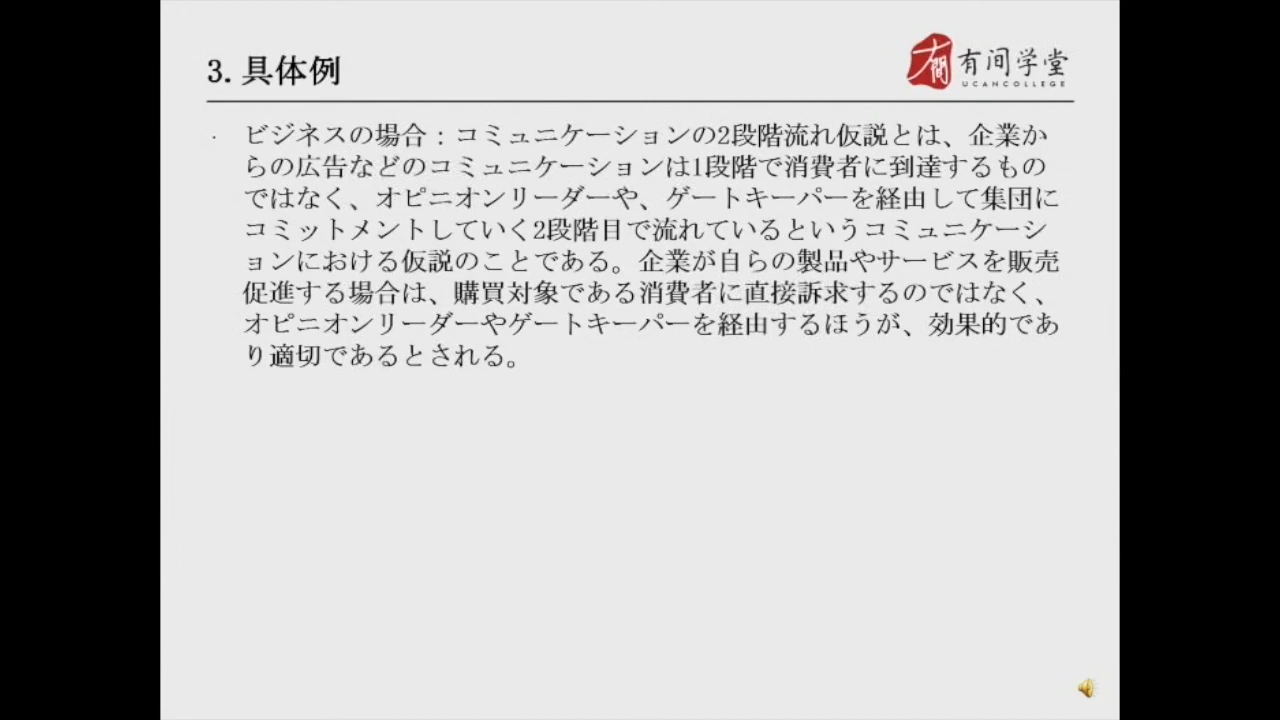 3. 具体例
有间
有间学堂
UCANCOLLEGE
· ビジネスの場合：コミュニケーションの2段階流れ仮説とは、企業か
らの広告などのコミュニケーションは1段階で消費者に到達するもの
ではなく、オピニオンリーダーや、ゲートキーパーを経由して集団に
コミットメントしていく2段階目で流れているというコミュニケーシ
ョンにおける仮説のことである。企業が自らの製品やサービスを販売
促進する場合は、購買対象である消費者に直接訴求するのではなく、
オピニオンリーダーやゲートキーパーを経由するほうが、効果的であ
り適切であるとされる。